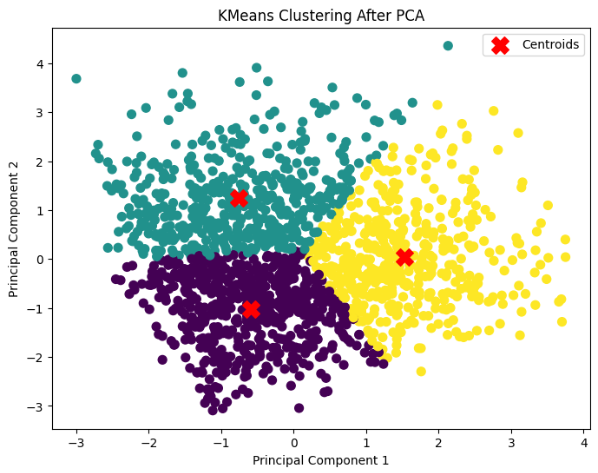 KMeans Clustering After PCA
Centroids
Principal Component 2
4
3
2
1
0
−1
−2
−3
−3 −2 −1 0 1 2 3 4
Principal Component 1